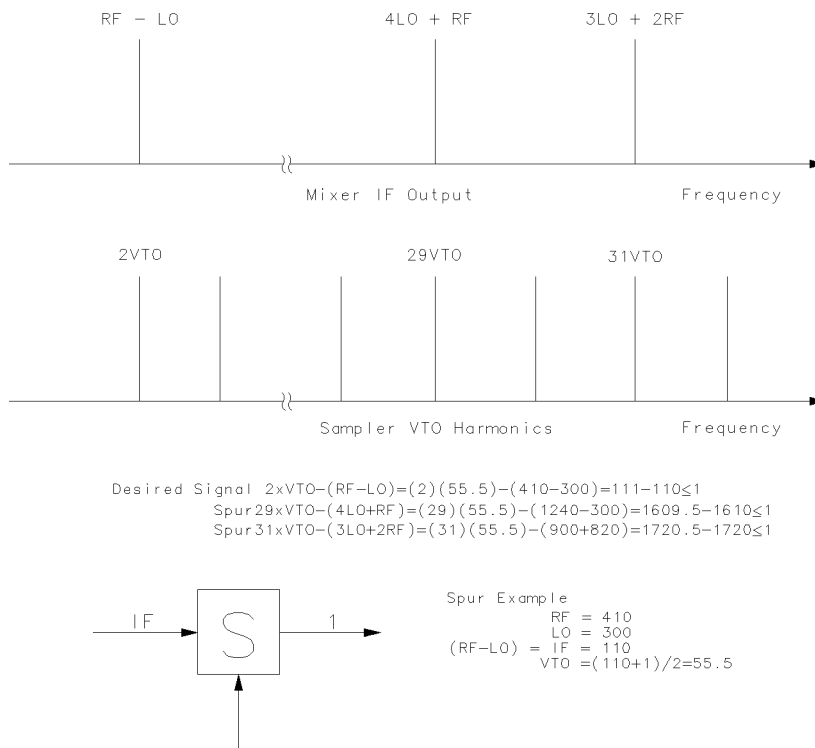 RF - LO 4LO + RF 3LO + 2RF
Mixer IF Output Frequency
2VTO 29VTO 31VTO
Sampler VTO Harmonics Frequency
Desired Signal 2xVTO-(RF-LO)=(2)(55.5)-(410-300)=111-110≤1
Spur29xVTO-(4LO+RF)=(29)(55.5)-(1240-300)=1609.5-1610≤1
Spur31xVTO-(3LO+2RF)=(31)(55.5)-(900+820)=1720.5-1720≤1
IF S 1
Spur Example
RF = 410
LO = 300
(RF-LO) = IF = 110
VTO =(110+1)/2=55.5